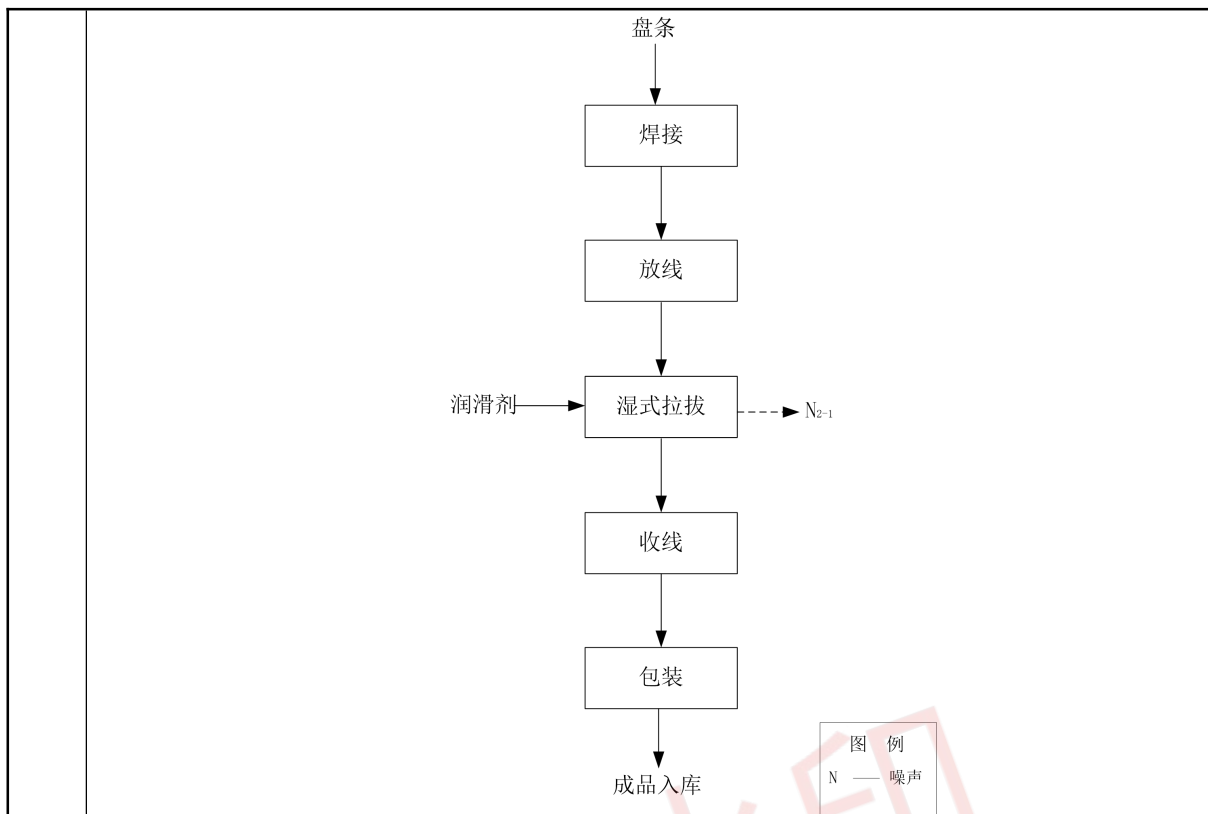 盘条
焊接
放线
润滑剂
湿式拉拔
N2-1
收线
包装
成品入库
图 例
N —— 噪声